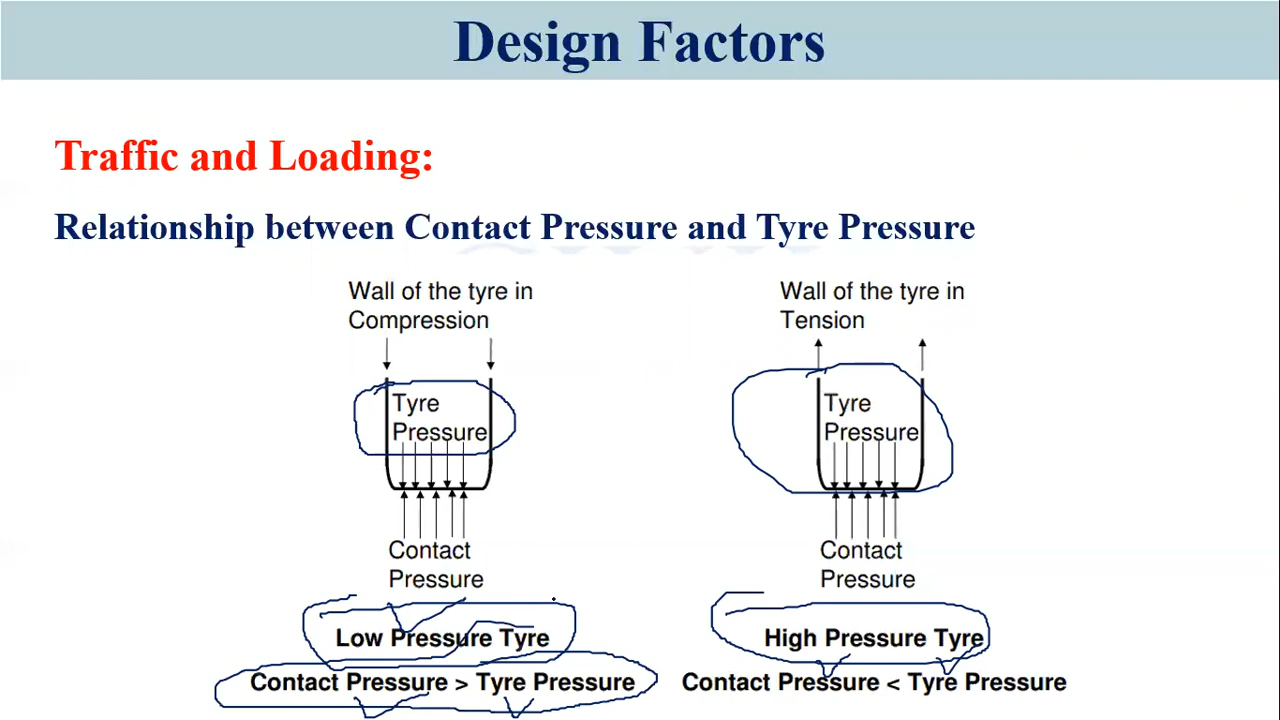 Design Factors
Traffic and Loading:
Relationship between Contact Pressure and Tyre Pressure
Wall of the tyre in
Compression
Tyre
Pressure
Contact
Pressure
Low Pressure Tyre
Contact Pressure > Tyre Pressure
Wall of the tyre in
Tension
Tyre
Pressure
Contact
Pressure
High Pressure Tyre
Contact Pressure < Tyre Pressure